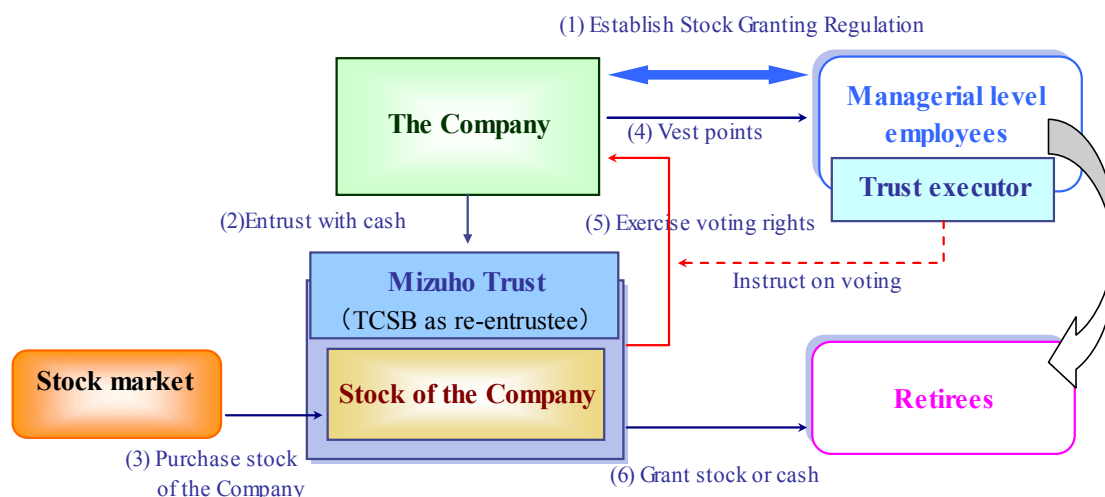 (1) Establish Stock Granting Regulation
The Company
Managerial level
employees
(4) Vest points
Trust executor
(2)Entrust with cash
(5) Exercise voting rights
Instruct on voting
Mizuho Trust
（TCSB as re-entrustee）
Stock market
Stock of the Company
Retirees
(3) Purchase stock
of the Company
(6) Grant stock or cash